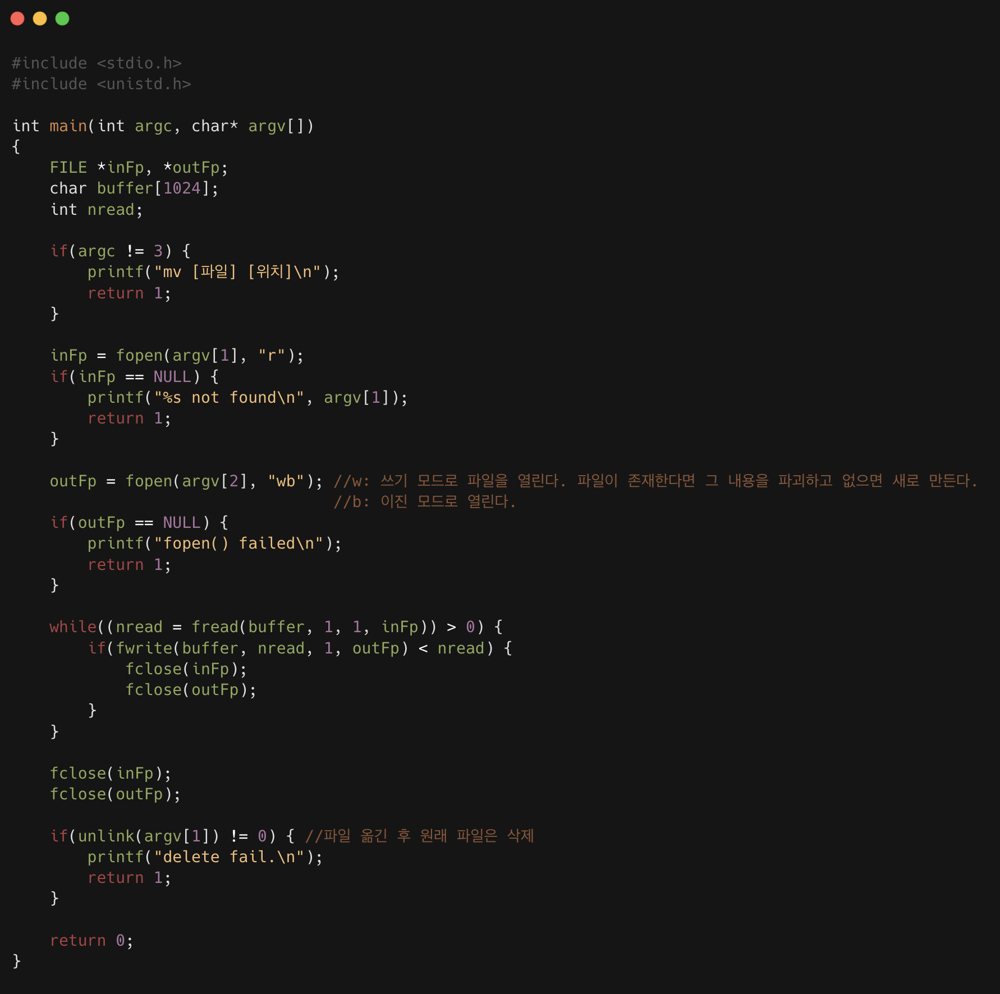 #include <stdio.h>
#include <unistd.h>
int main(int argc, char* argv[])
{
    FILE *inFp, *outFp;
    char buffer[1024];
    int nread;
    if(argc != 3) {
        printf("mv [파일] [위치]\n");
        return 1;
    }
    inFp = fopen(argv[1], "r");
    if(inFp == NULL) {
        printf("%s not found\n", argv[1]);
        return 1;
    }
    outFp = fopen(argv[2], "wb"); //w: 쓰기 모드로 파일을 열린다. 파일이 존재한다면 그 내용을 파괴하고 없으면 새로 만든다.
                                  //b: 이진 모드로 열린다.
    if(outFp == NULL) {
        printf("fopen() failed\n");
        return 1;
    }
    while((nread = fread(buffer, 1, 1, inFp)) > 0) {
        if(fwrite(buffer, nread, 1, outFp) < nread) {
            fclose(inFp);
            fclose(outFp);
        }
    }
    fclose(inFp);
    fclose(outFp);
    if(unlink(argv[1]) != 0) { //파일 옮긴 후 원래 파일은 삭제
        printf("delete fail.\n");
        return 1;
    }
    return 0;
}